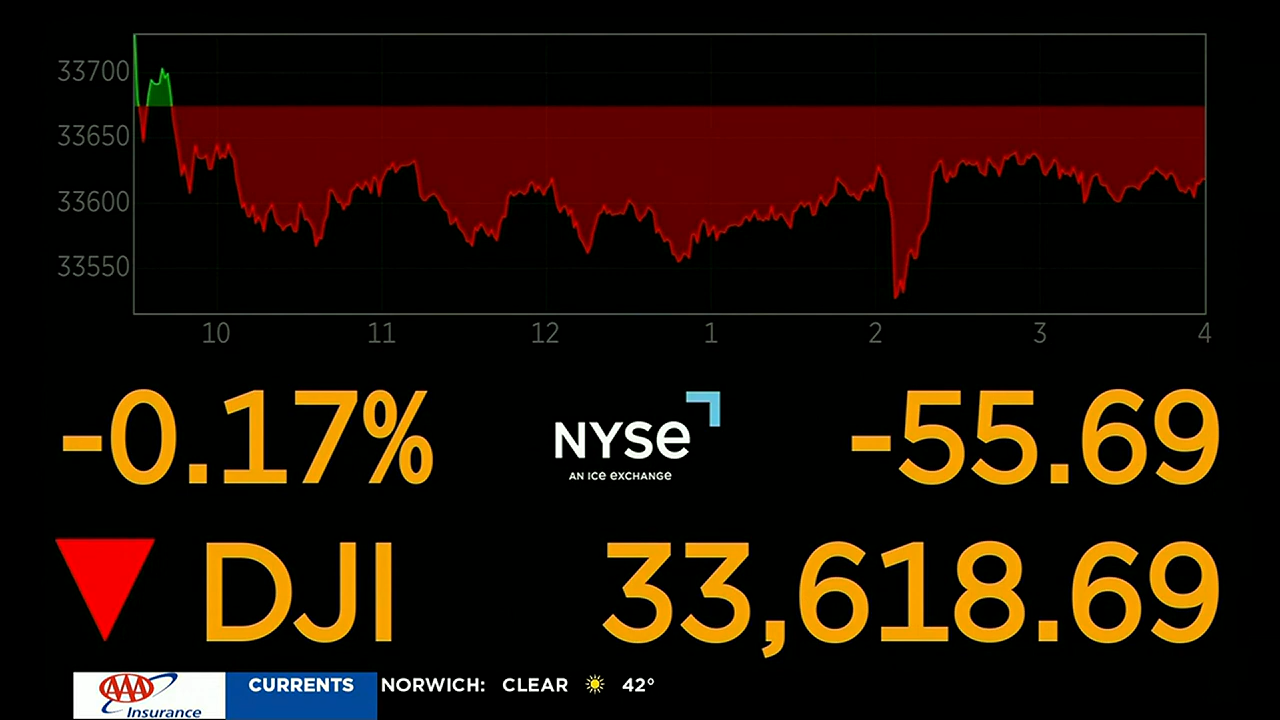 33700
33650
33600
33550
10 11 12 1 2 3 4
-0.17% NYSE -55.69
AN ICE EXCHANGE
DJI 33,618.69
AAA Insurance CURRENTS NORWICH: CLEAR 42°